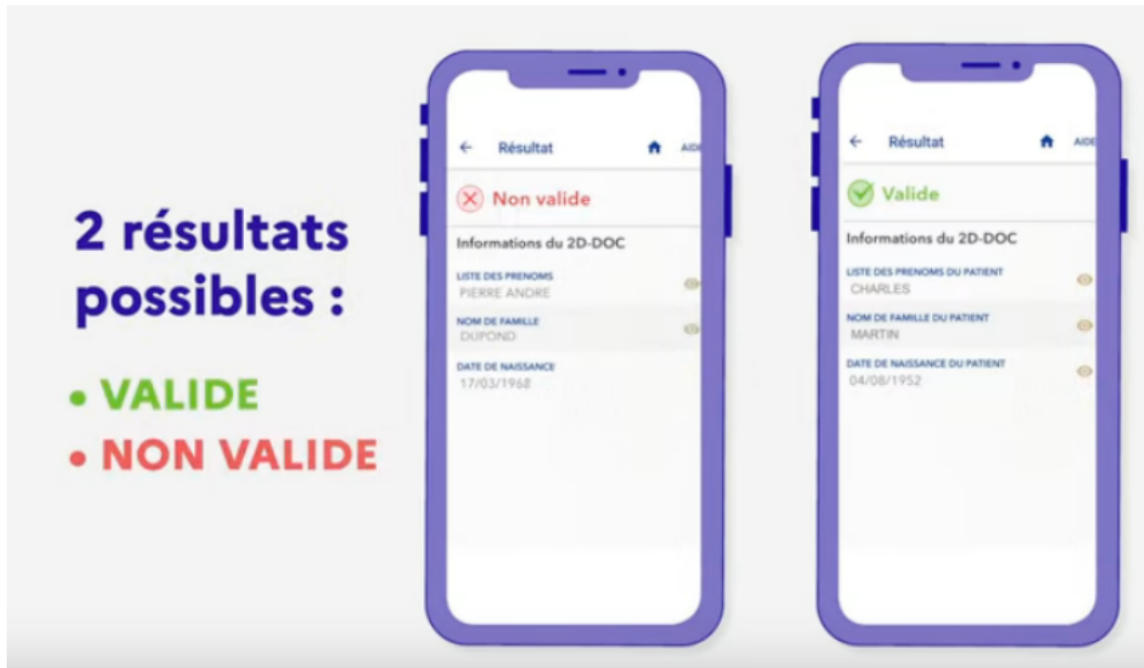 2 résultats
possibles :
• VALIDE
• NON VALIDE
Résultat
AIDE
Non valide
Informations du 2D-DOC
LISTE DES PRENOMS
PIERRE ANDRE
NOM DE FAMILLE
DUPOND
DATE DE NAISSANCE
17/03/1968
Résultat
AIDE
Valide
Informations du 2D-DOC
LISTE DES PRENOMS DU PATIENT
CHARLES
NOM DE FAMILLE DU PATIENT
MARTIN
DATE DE NAISSANCE DU PATIENT
04/08/1952